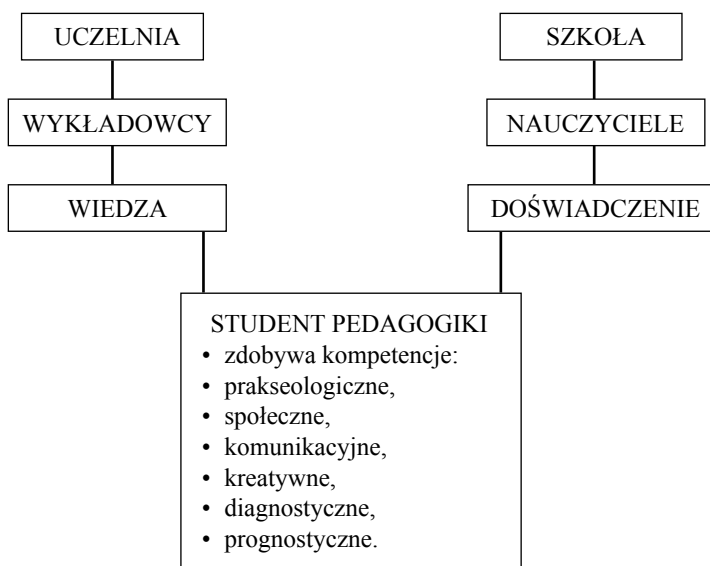 UCZELNIA
SZKOŁA
WYKŁADOWCY
NAUCZYCIELE
WIEDZA
DOŚWIADCZENIE
STUDENT PEDAGOGIKI
• zdobywa kompetencje:
• prakseologiczne,
• społeczne,
• komunikacyjne,
• kreatywne,
• diagnostyczne,
• prognostyczne.